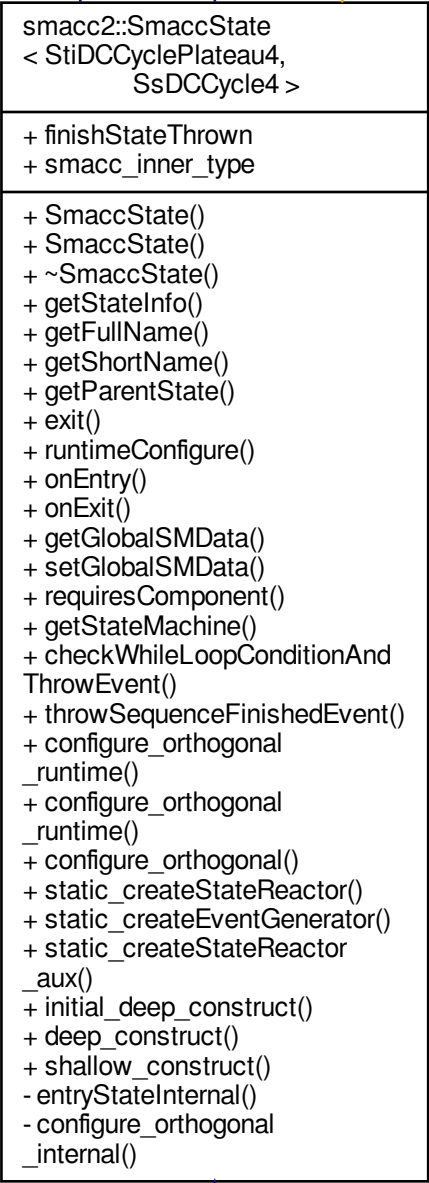 smacc2::SmaccState
< StiDCCyclePlateau4,
SsDCCycle4 >
+ finishStateThrown
+ smacc_inner_type
+ SmaccState()
+ SmaccState()
+ ~SmaccState()
+ getStateInfo()
+ getFullName()
+ getShortName()
+ getParentState()
+ exit()
+ runtimeConfigure()
+ onEntry()
+ onExit()
+ getGlobalSMData()
+ setGlobalSMData()
+ requiresComponent()
+ getStateMachine()
+ checkWhileLoopConditionAnd
ThrowEvent()
+ throwSequenceFinishedEvent()
+ configure_orthogonal
_runtime()
+ configure_orthogonal
_runtime()
+ configure_orthogonal()
+ static_createStateReactor()
+ static_createEventGenerator()
+ static_createStateReactor
_aux()
+ initial_deep_construct()
+ deep_construct()
+ shallow_construct()
- entryStateInternal()
- configure_orthogonal
_internal()